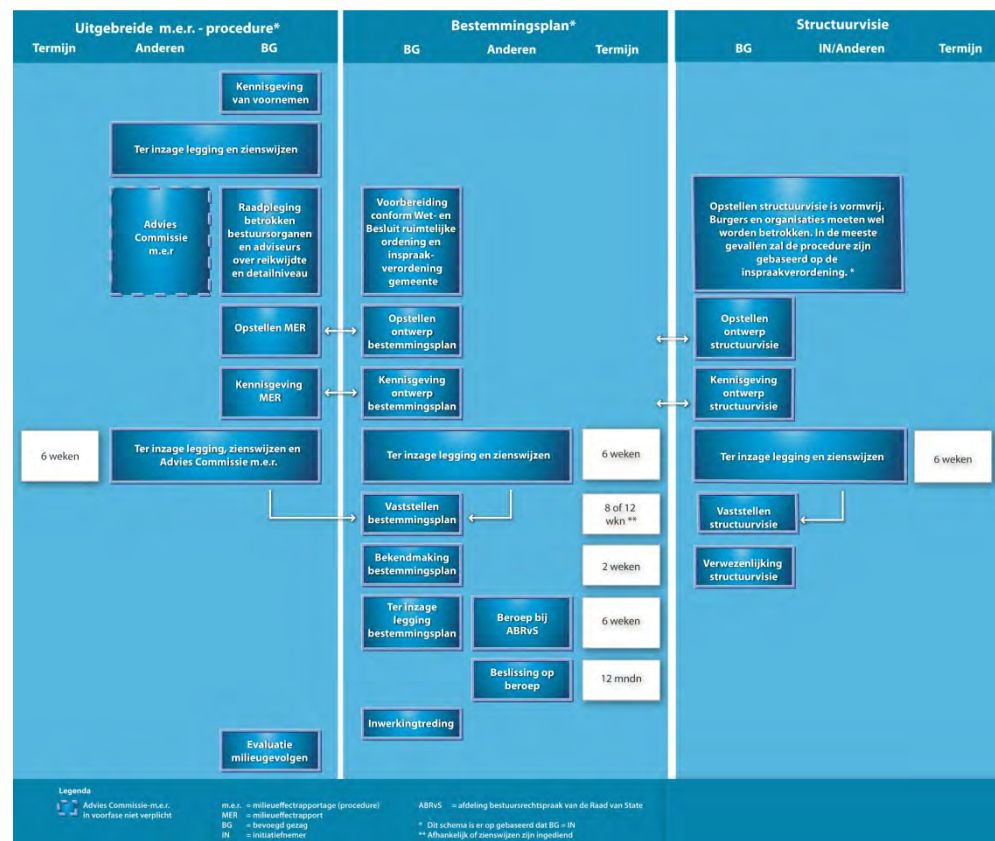 Uitgebreide m.e.r. - procedure*
Termijn Anderen BG
Kennisgeving
van voornemen
Ter inzage legging en zienswijzen
Advies
Commissie
m.e.r
Raadpleging
betrokken
bestuursorganen
en adviseurs
over reikwijdte
en detailniveau
Opstellen MER
Kennisgeving
MER
6 weken
Ter inzage legging, zienswijzen en
Advies Commissie m.e.r.
Evaluatie
milieugevolgen
Bestemmingsplan*
BG Anderen Termijn
Voorbereiding
conform Wet- en
Besluit ruimtelijke
ordening en
inspraak-
verordening
gemeente
Opstellen
ontwerp
bestemmingsplan
Kennisgeving
ontwerp
bestemmingsplan
Ter inzage legging en zienswijzen
6 weken
Vaststellen
bestemmingsplan
8 of 12
wkn **
Bekendmaking
bestemmingsplan
2 weken
Ter inzage
legging
bestemmingsplan
Beroep bij
ABRvS
6 weken
Beslissing op
beroep
12 mndn
Inwerkingtreding
Structuurvisie
BG IN/Anderen Termijn
Opstellen structuurvisie is vormvrij.
Burgers en organisaties moeten wel
worden betrokken. In de meeste
gevallen zal de procedure zijn
gebaseerd op de
inspraakverordening. *
Opstellen
ontwerp
structuurvisie
Kennisgeving
ontwerp
structuurvisie
Ter inzage legging en zienswijzen
6 weken
Vaststellen
structuurvisie
Verwezenlijking
structuurvisie
Legenda
Advies Commissie-m.e.r.
in voorfase niet verplicht
m.e.r. = milieueffectrapportage (procedure)
MER = milieueffectrapport
BG = bevoegd gezag
IN = initiatiefnemer
ABRvS = afdeling bestuursrechtspraak van de Raad van State
* Dit schema is er op gebaseerd dat BG = IN
** Afhankelijk of zienswijzen zijn ingediend